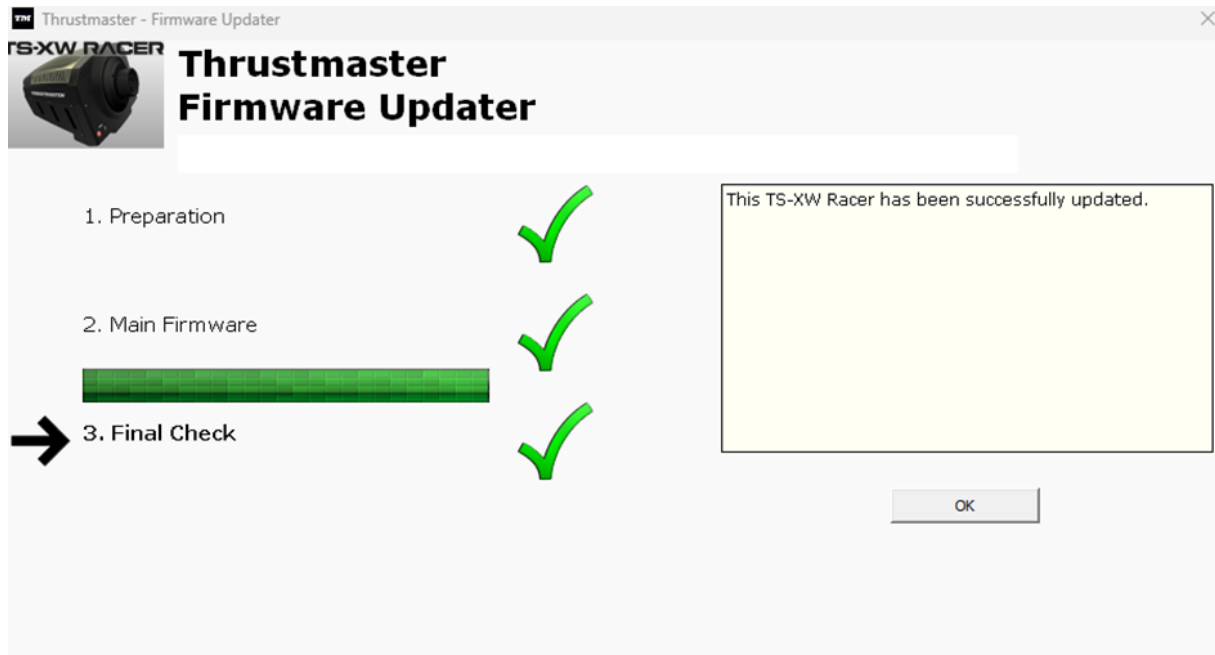 Thrustmaster - Firmware Updater
TS-XW RACER
Thrustmaster
Firmware Updater
1. Preparation
This TS-XW Racer has been successfully updated.
2. Main Firmware
3. Final Check
OK